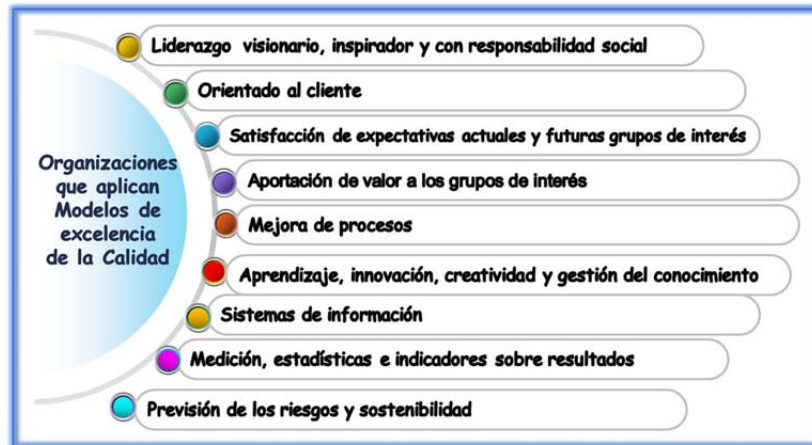 Organizaciones
que aplican
Modelos de
excelencia
de la Calidad
Liderazgo visionario, inspirador y con responsabilidad social
Orientado al cliente
Satisfacción de expectativas actuales y futuras grupos de interés
Aportación de valor a los grupos de interés
Mejora de procesos
Aprendizaje, innovación, creatividad y gestión del conocimiento
Sistemas de información
Medición, estadísticas e indicadores sobre resultados
Previsión de los riesgos y sostenibilidad